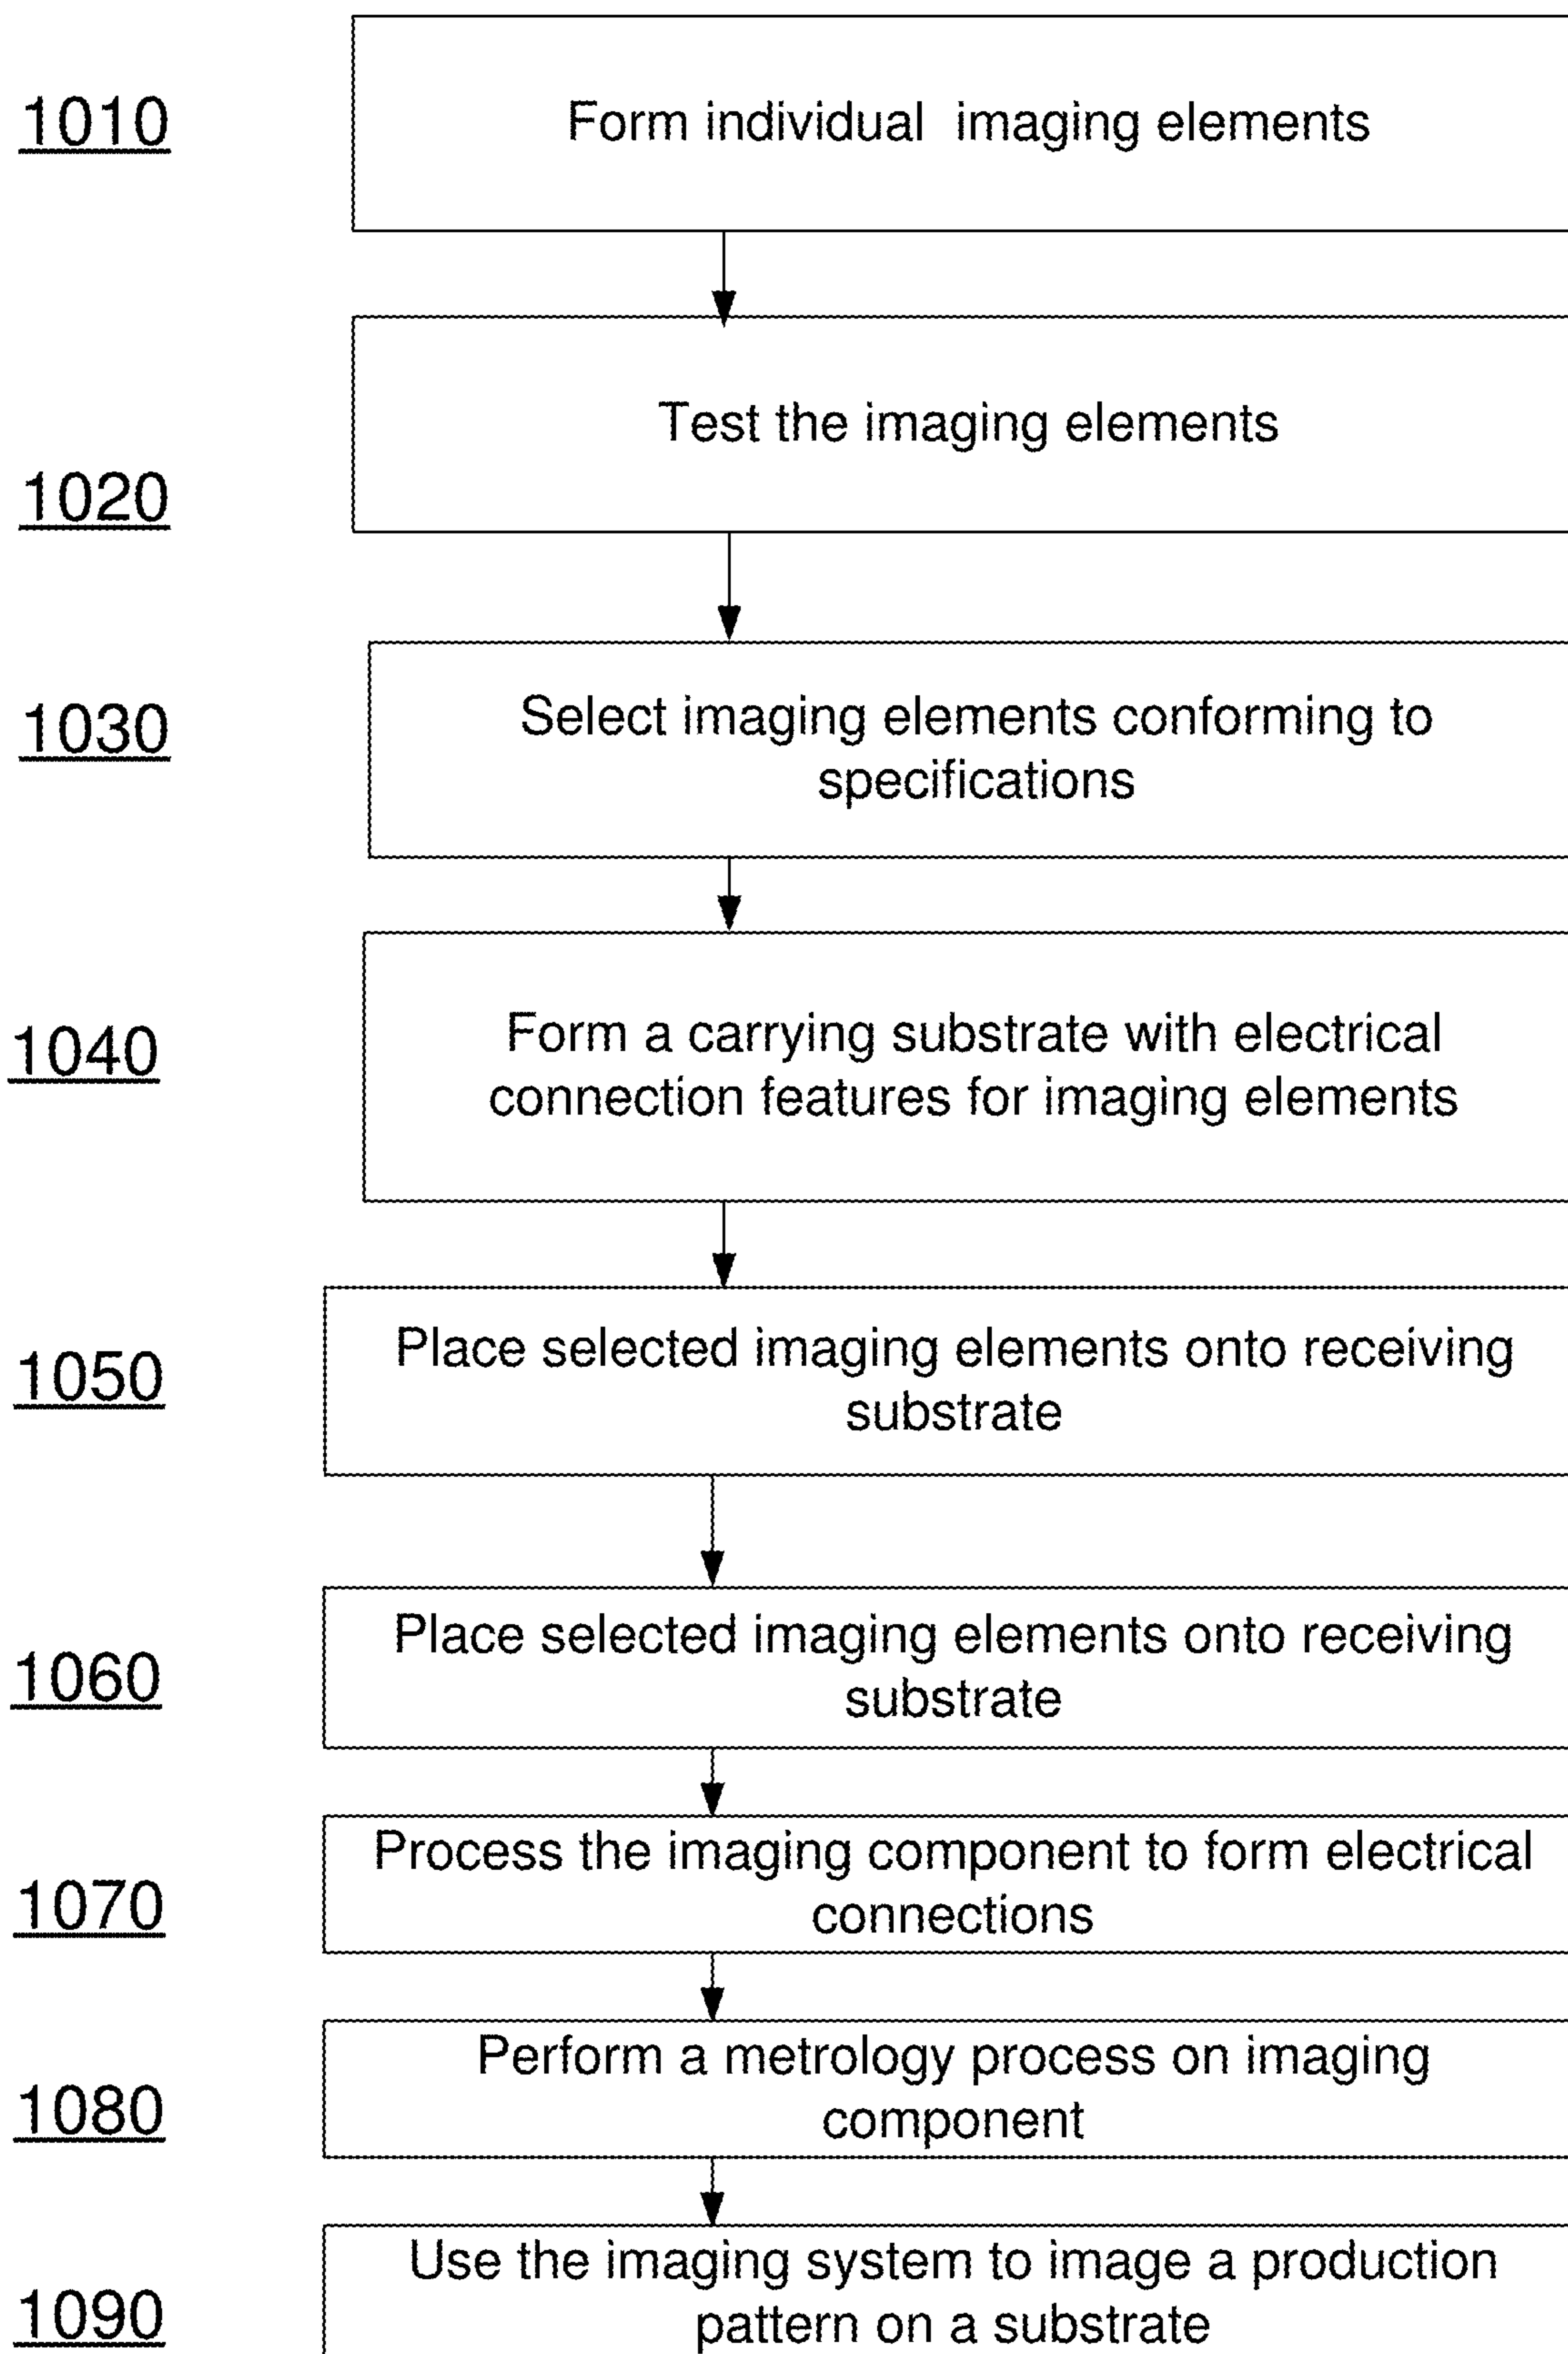 1010
Form individual  imaging elements
Test the imaging elements
1020
1030
Select imaging elements conforming to
specifications
1040
Form a carrying substrate with electrical
connection features for imaging elements
1050
Place selected imaging elements onto receiving
substrate
1060
Place selected imaging elements onto receiving
substrate
1070
Process the imaging component to form electrical
connections
1080
Perform a metrology process on imaging
component
1090
Use the imaging system to image a production
pattern on a substrate